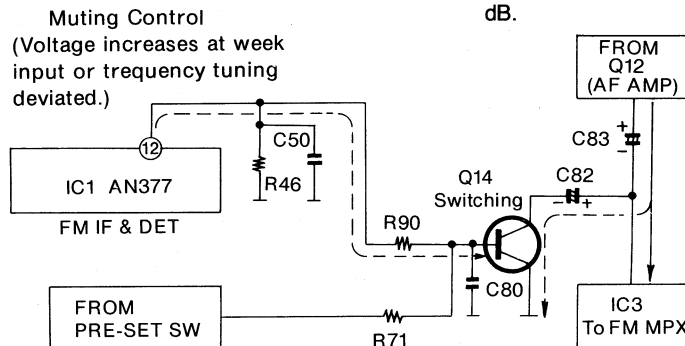 Muting Control
(Voltage increases at week
input or trequency tuning
deviated.)
dB.
FROM
Q12
(AF AMP)
12
C50
R46
IC1 AN377
FM IF & DET
C83
+
−
C82
− +
Q14
Switching
R90
C80
FROM
PRE-SET SW
R71
IC3
To FM MPX